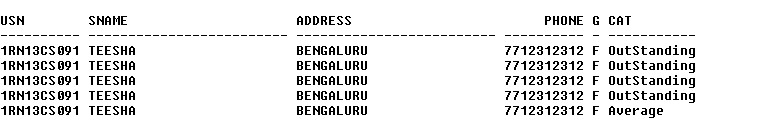 USN SNAME ADDRESS PHONE G CAT
---------- ------------------------- ------------------------- ---------- - -----------
1RN13CS091 TEESHA BENGALURU 7712312312 F OutStanding
1RN13CS091 TEESHA BENGALURU 7712312312 F OutStanding
1RN13CS091 TEESHA BENGALURU 7712312312 F OutStanding
1RN13CS091 TEESHA BENGALURU 7712312312 F OutStanding
1RN13CS091 TEESHA BENGALURU 7712312312 F Average